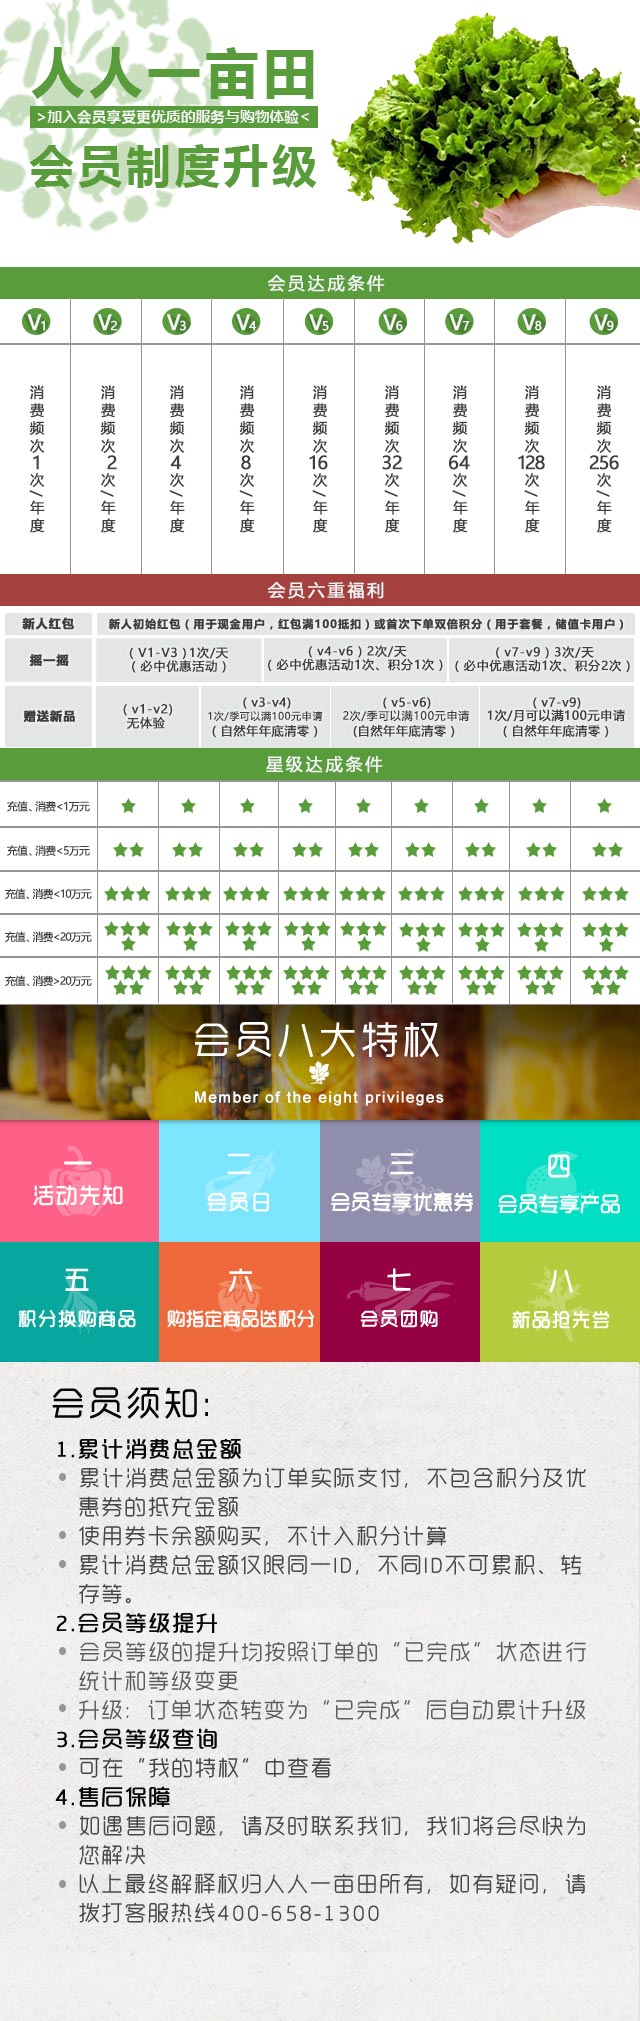 人人一亩田
>加入会员享受更优质的服务与购物体验<
会员制度升级
会员达成条件
V1 V2 V3 V4 V5 V6 V7 V8 V9
消费频次1次/年度
消费频次2次/年度
消费频次4次/年度
消费频次8次/年度
消费频次16次/年度
消费频次32次/年度
消费频次64次/年度
消费频次128次/年度
消费频次256次/年度
会员六重福利
新人红包 新人初始红包（用于现金用户，红包满100抵扣）或首次下单双倍积分（用于套餐，储值卡用户）
摇一摇
（V1-V3）1次/天
（必中优惠活动）
（v4-v6）2次/天
（必中优惠活动1次、积分1次）
（v7-v9）3次/天
（必中优惠活动1次、积分2次）
赠送新品
（v1-v2)
无体验
（v3-v4)
1次/季可以满100元申请
（自然年年底清零）
（v5-v6)
2次/季可以满100元申请
(自然年年底清零）
（v7-v9)
1次/月可以满100元申请
（自然年年底清零）
星级达成条件
充值、消费<1万元
充值、消费<5万元
充值、消费<10万元
充值、消费<20万元
充值、消费>20万元
会员八大特权
Member of the eight privileges
一
活动先知
二
会员日
三
会员专享优惠券
四
会员专享产品
五
积分换购商品
六
购指定商品送积分
七
会员团购
八
新品抢先尝
会员须知:
1.累计消费总金额
• 累计消费总金额为订单实际支付，不包含积分及优
惠券的抵充金额
• 使用券卡余额购买，不计入积分计算
• 累计消费总金额仅限同一ID，不同ID不可累积、转
存等。
2.会员等级提升
• 会员等级的提升均按照订单的“已完成”状态进行
统计和等级变更
• 升级：订单状态转变为“已完成”后自动累计升级
3.会员等级查询
• 可在“我的特权”中查看
4.售后保障
• 如遇售后问题，请及时联系我们，我们将会尽快为
您解决
• 以上最终解释权归人人一亩田所有，如有疑问，请
拨打客服热线400-658-1300